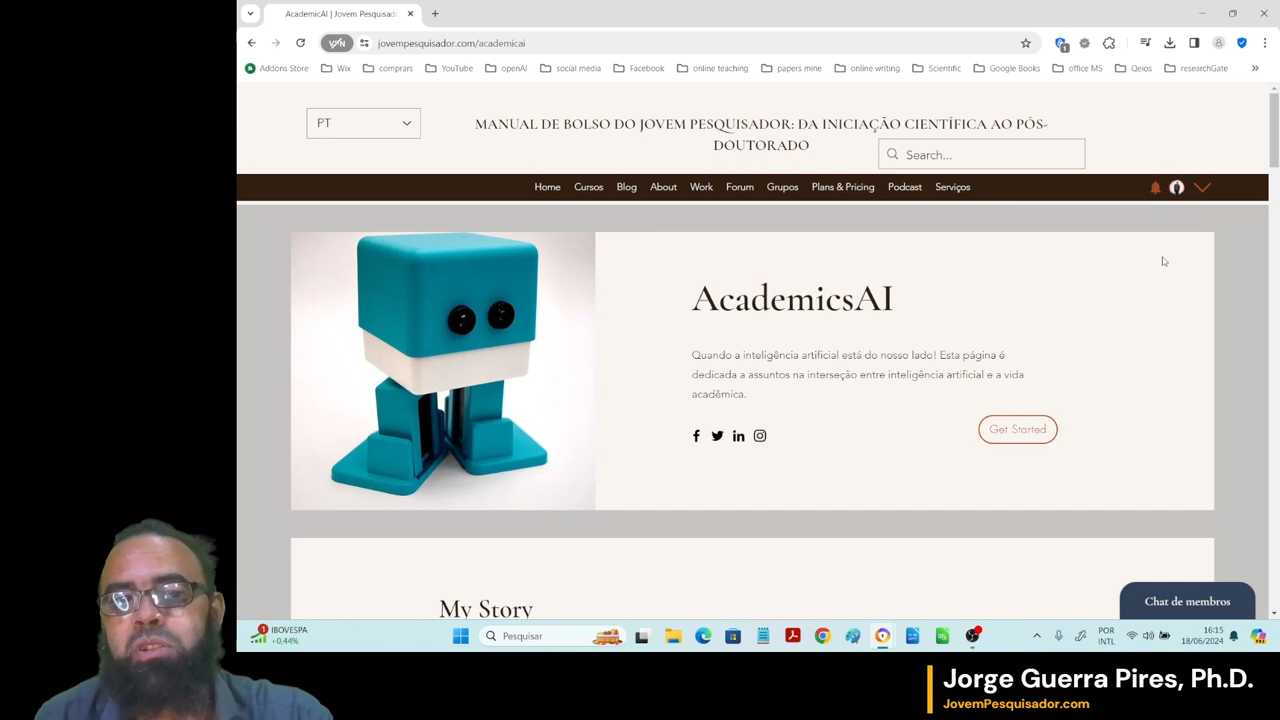 AcademicAI | Jovem Pesquisado
jovempesquisador.com/academicai
Addons Store Wix comprars YouTube openAI social media Facebook online teaching papers mine online writing Scientific Google Books office MS Qeios researchGate
PT
MANUAL DE BOLSO DO JOVEM PESQUISADOR: DA INICIAÇÃO CIENTÍFICA AO PÓS-
DOUTORADO
Search...
Home Cursos Blog About Work Forum Grupos Plans & Pricing Podcast Serviços
AcademicsAI
Quando a inteligência artificial está do nosso lado! Esta página é
dedicada a assuntos na interseção entre inteligência artificial e a vida
acadêmica.
Get Started
My Story
Chat de membros
IBOVESPA
+0,44%
Pesquisar
POR
INTL
16:15
18/06/2024
Jorge Guerra Pires, Ph.D.
JovemPesquisador.com